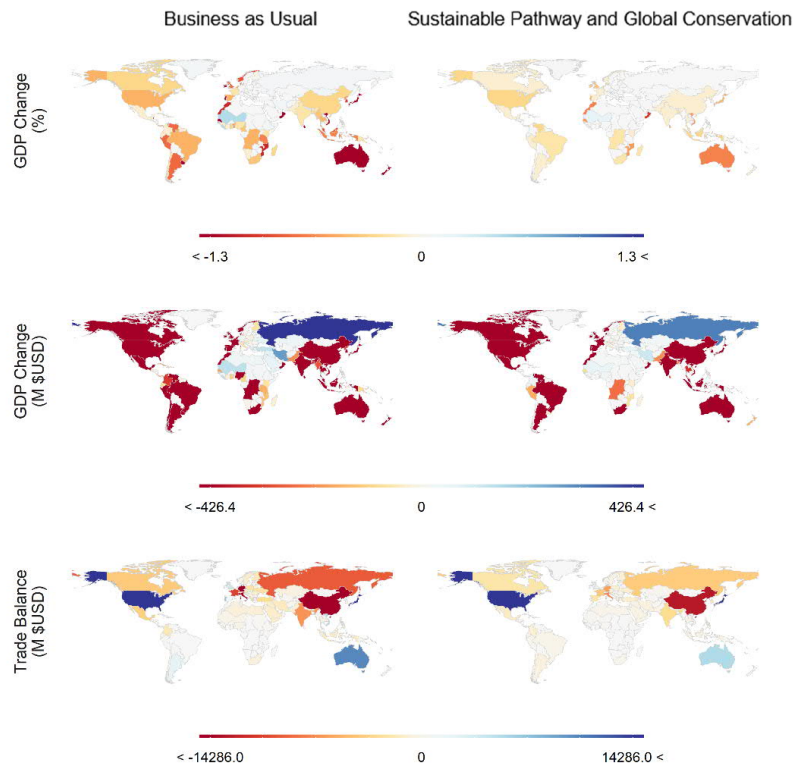 Business as Usual
Sustainable Pathway and Global Conservation
GDP Change
(%)
< -1.3
0
1.3 <
GDP Change
(M $USD)
< -426.4
0
426.4 <
Trade Balance
(M $USD)
< -14286.0
0
14286.0 <